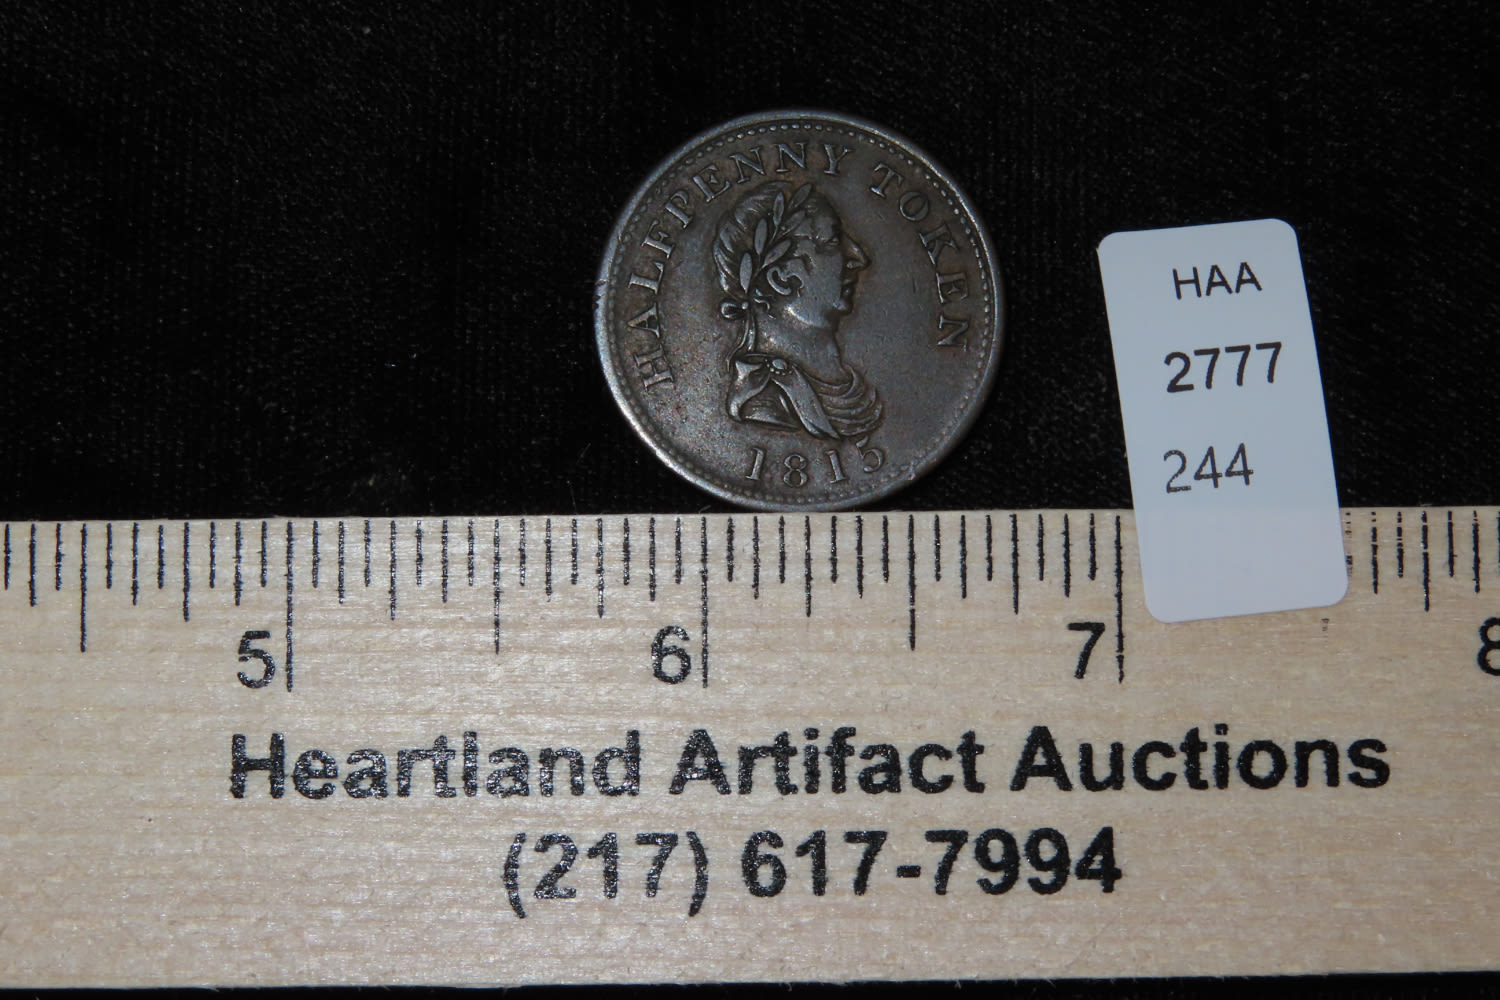 HALFPENNY TOKEN
1815
HAA
2777
244
5 6 7 8
Heartland Artifact Auctions
(217) 617-7994